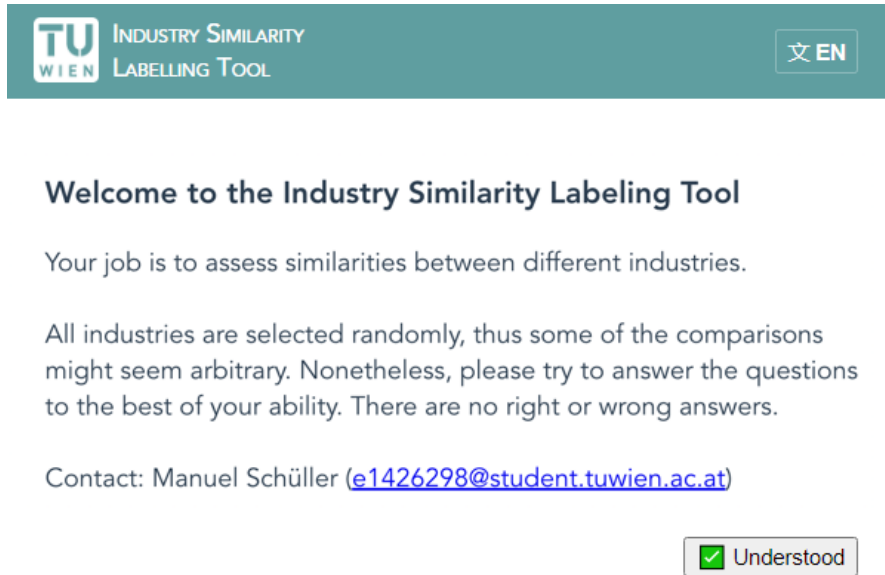 TU
WIEN
INDUSTRY SIMILARITY
LABELLING TOOL
文 EN
Welcome to the Industry Similarity Labeling Tool
Your job is to assess similarities between different industries.
All industries are selected randomly, thus some of the comparisons
might seem arbitrary. Nonetheless, please try to answer the questions
to the best of your ability. There are no right or wrong answers.
Contact: Manuel Schüller (e1426298@student.tuwien.ac.at)
Understood